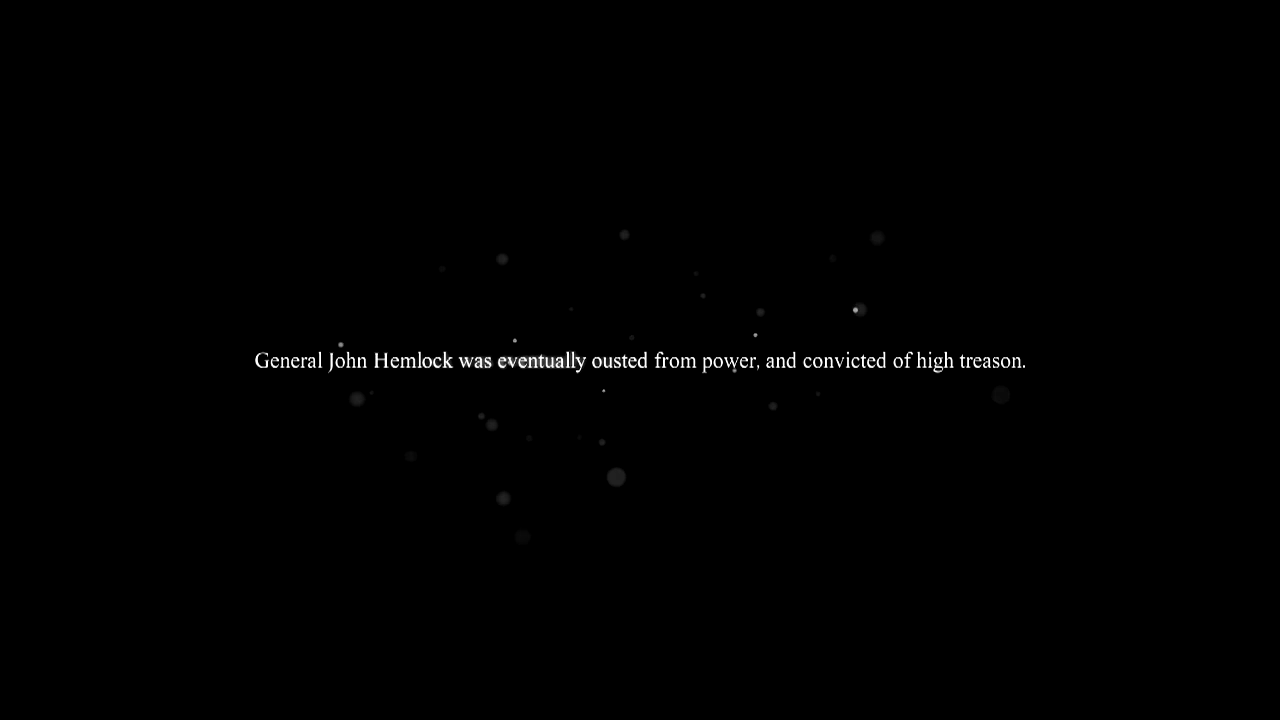 General John Hemlock was eventually ousted from power, and convicted of high treason.